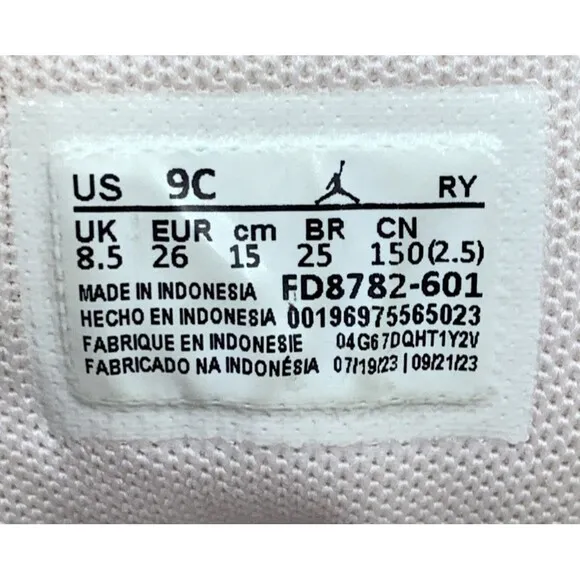 US 9C RY
UK EUR cm BR CN
8.5 26 15 25 150(2.5)
MADE IN INDONESIA FD8782-601
HECHO EN INDONESIA 00196975565023
FABRIQUE EN INDONESIE 04G67DQHT1Y2V
FABRICADO NA INDONÉSIA 07/19/23 | 09/21/23